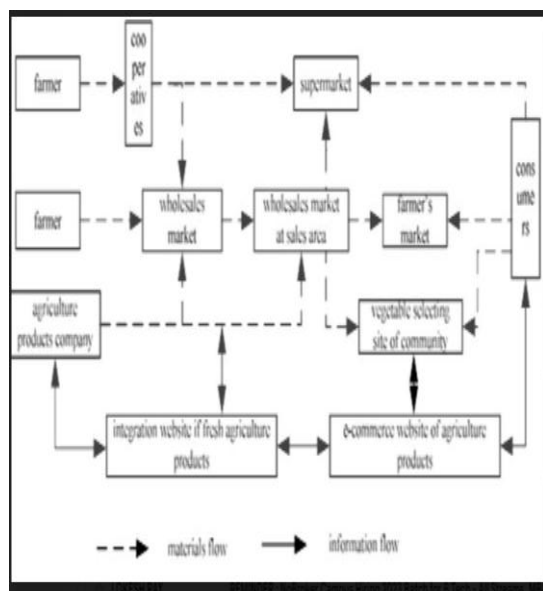 coo
per
ativ
es
farmer
supermarket
cons
ume
rs
farmer
wholesales
market
wholesales market
at sales area
farmer's
market
agriculture
products company
vegetable selecting
site of community
integration website if fresh agriculture
products
e-commerce website of agriculture
products
materials flow
information flow